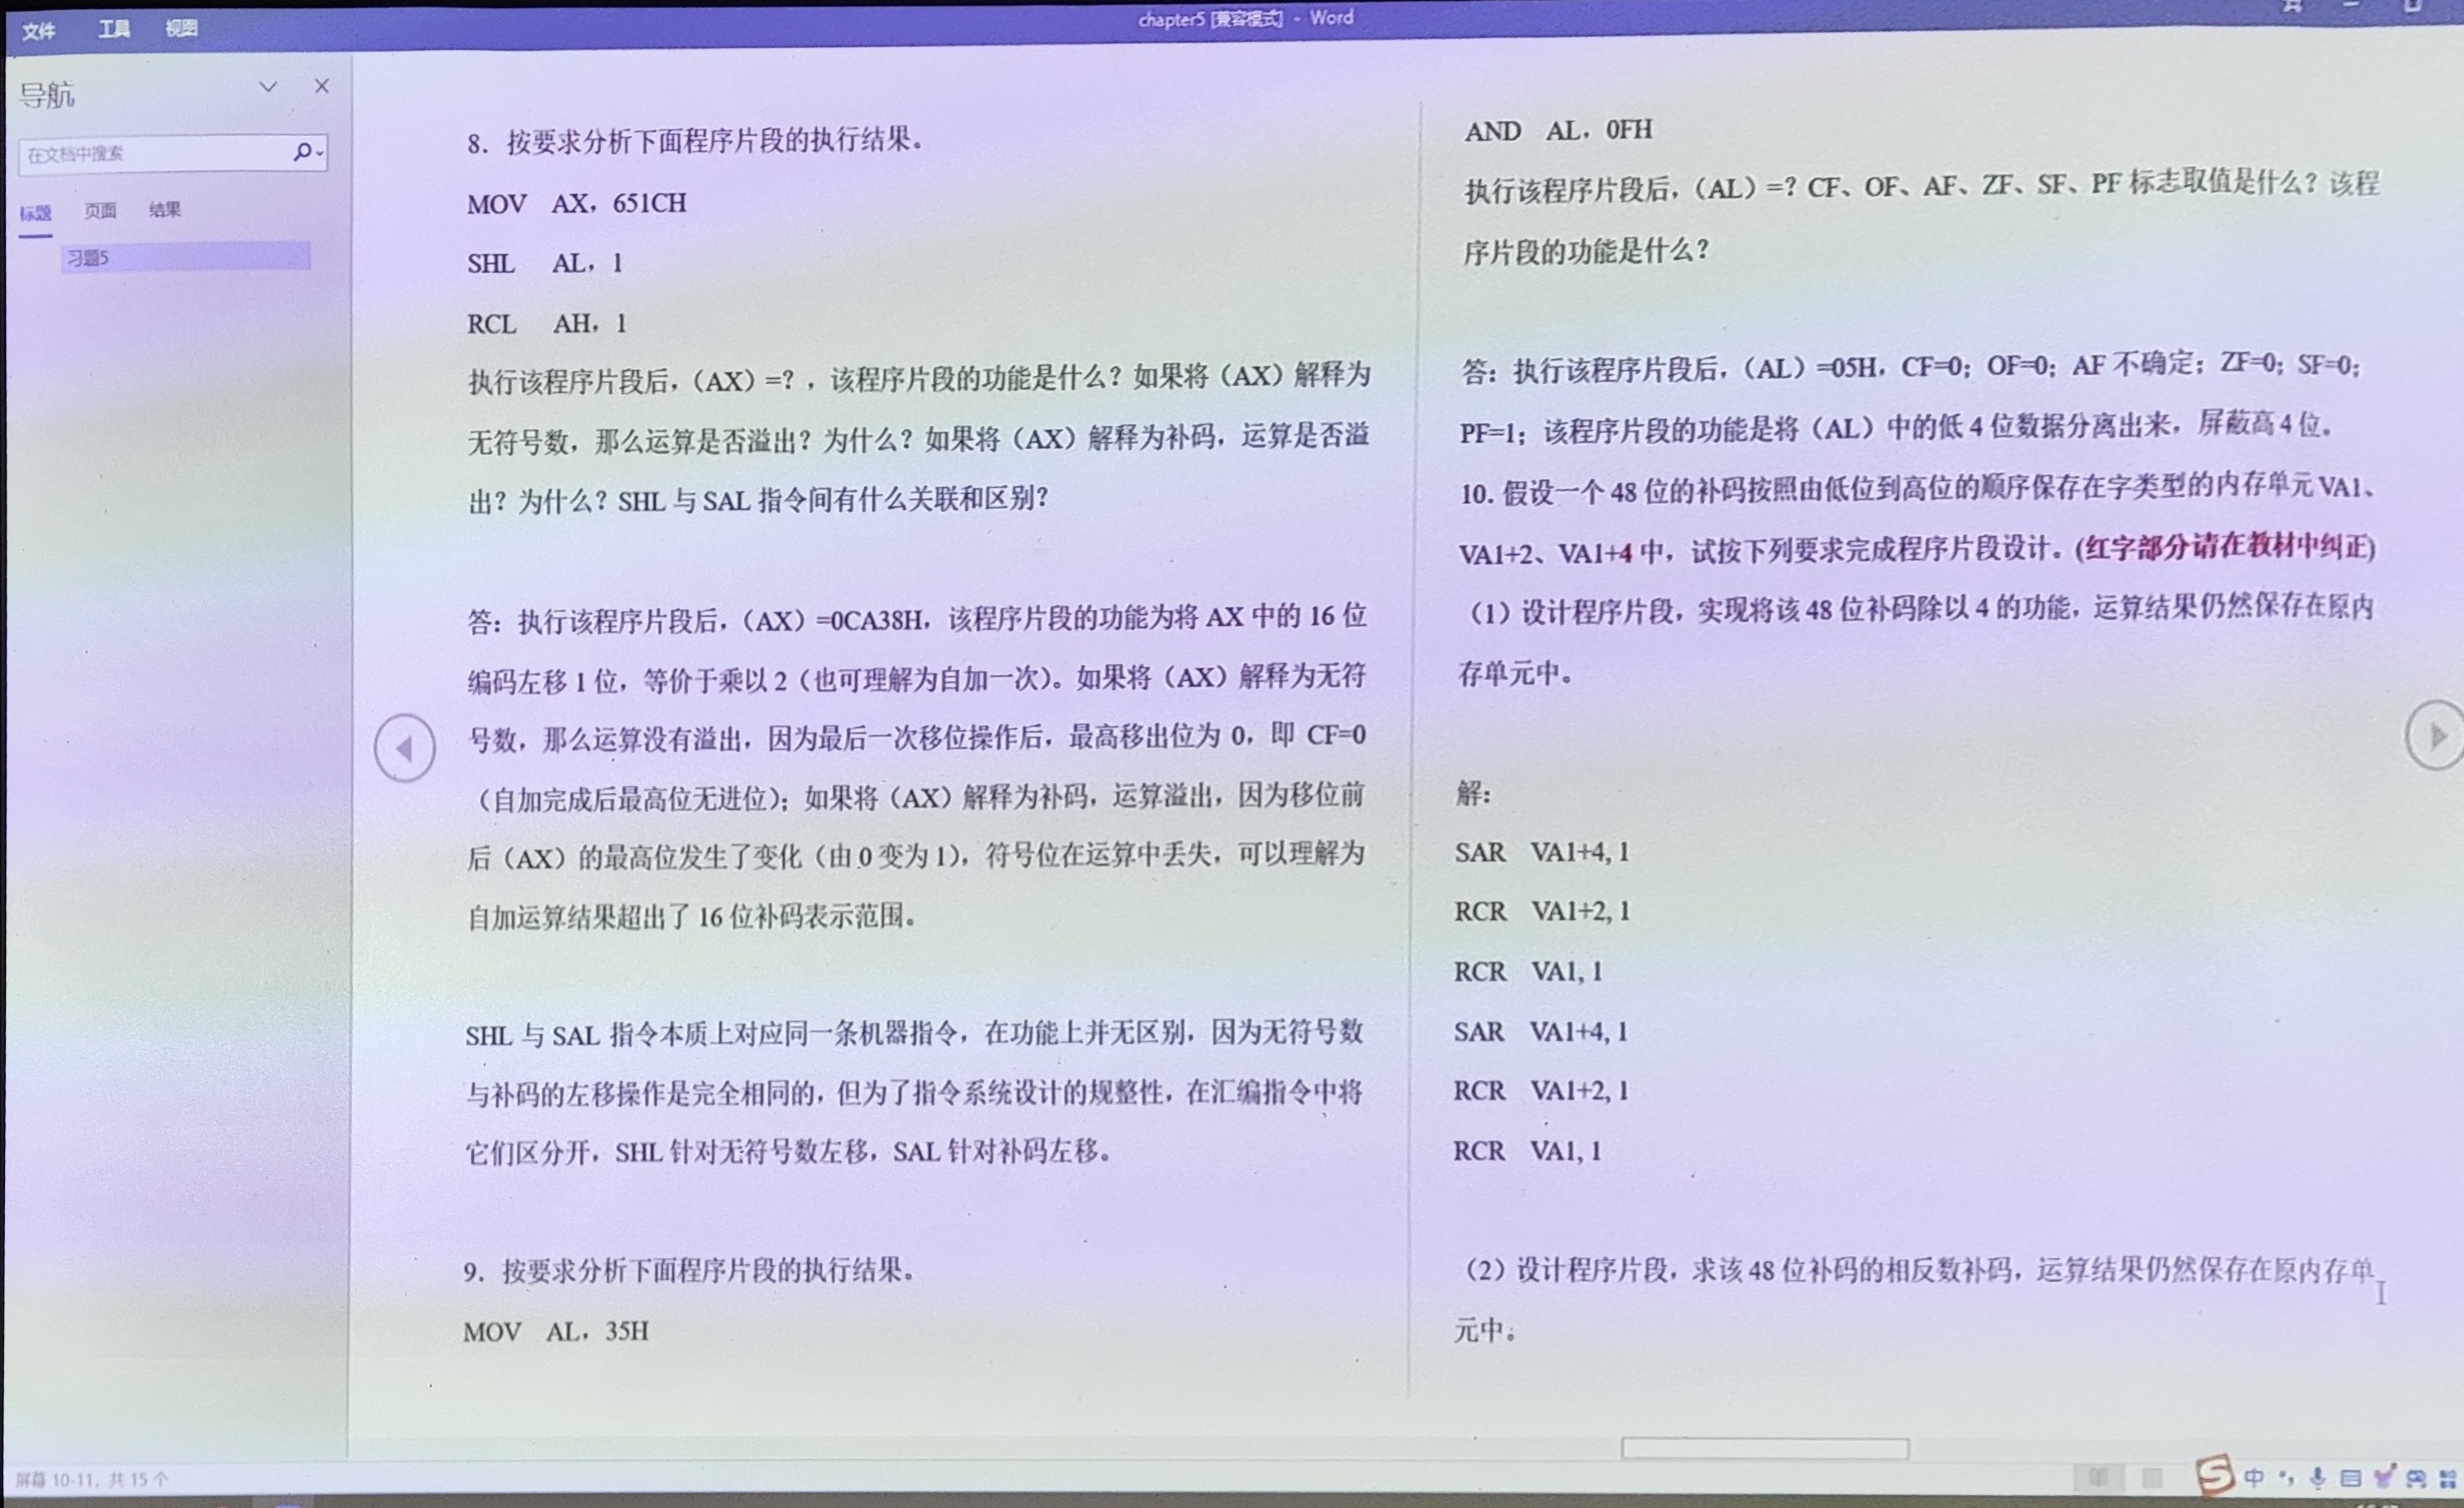 文件 工具 视图
chapter5 [兼容模式] - Word
导航
在文档中搜索
标题 页面 结果
习题5
8．按要求分析下面程序片段的执行结果。
MOV AX，651CH
SHL AL，1
RCL AH，1
执行该程序片段后，（AX）=？，该程序片段的功能是什么？如果将（AX）解释为
无符号数，那么运算是否溢出？为什么？如果将（AX）解释为补码，运算是否溢
出？为什么？SHL 与 SAL 指令间有什么关联和区别？
答：执行该程序片段后，（AX）=0CA38H，该程序片段的功能为将 AX 中的 16 位
编码左移 1 位，等价于乘以 2（也可理解为自加一次）。如果将（AX）解释为无符
号数，那么运算没有溢出，因为最后一次移位操作后，最高移出位为 0，即 CF=0
（自加完成后最高位无进位）；如果将（AX）解释为补码，运算溢出，因为移位前
后（AX）的最高位发生了变化（由 0 变为 1），符号位在运算中丢失，可以理解为
自加运算结果超出了 16 位补码表示范围。
SHL 与 SAL 指令本质上对应同一条机器指令，在功能上并无区别，因为无符号数
与补码的左移操作是完全相同的，但为了指令系统设计的规整性，在汇编指令中将
它们区分开，SHL 针对无符号数左移，SAL 针对补码左移。
9．按要求分析下面程序片段的执行结果。
MOV AL，35H
AND AL，0FH
执行该程序片段后，（AL）=？CF、OF、AF、ZF、SF、PF 标志取值是什么？该程
序片段的功能是什么？
答：执行该程序片段后，（AL）=05H，CF=0；OF=0；AF 不确定；ZF=0；SF=0；
PF=1；该程序片段的功能是将（AL）中的低 4 位数据分离出来，屏蔽高 4 位。
10. 假设一个 48 位的补码按照由低位到高位的顺序保存在字类型的内存单元 VA1、
VA1+2、VA1+4 中，试按下列要求完成程序片段设计。(红字部分请在教材中纠正)
（1）设计程序片段，实现将该 48 位补码除以 4 的功能，运算结果仍然保存在原内
存单元中。
解：
SAR VA1+4, 1
RCR VA1+2, 1
RCR VA1, 1
SAR VA1+4, 1
RCR VA1+2, 1
RCR VA1, 1
（2）设计程序片段，求该 48 位补码的相反数补码，运算结果仍然保存在原内存单
元中。
屏幕 10-11，共 15 个
中